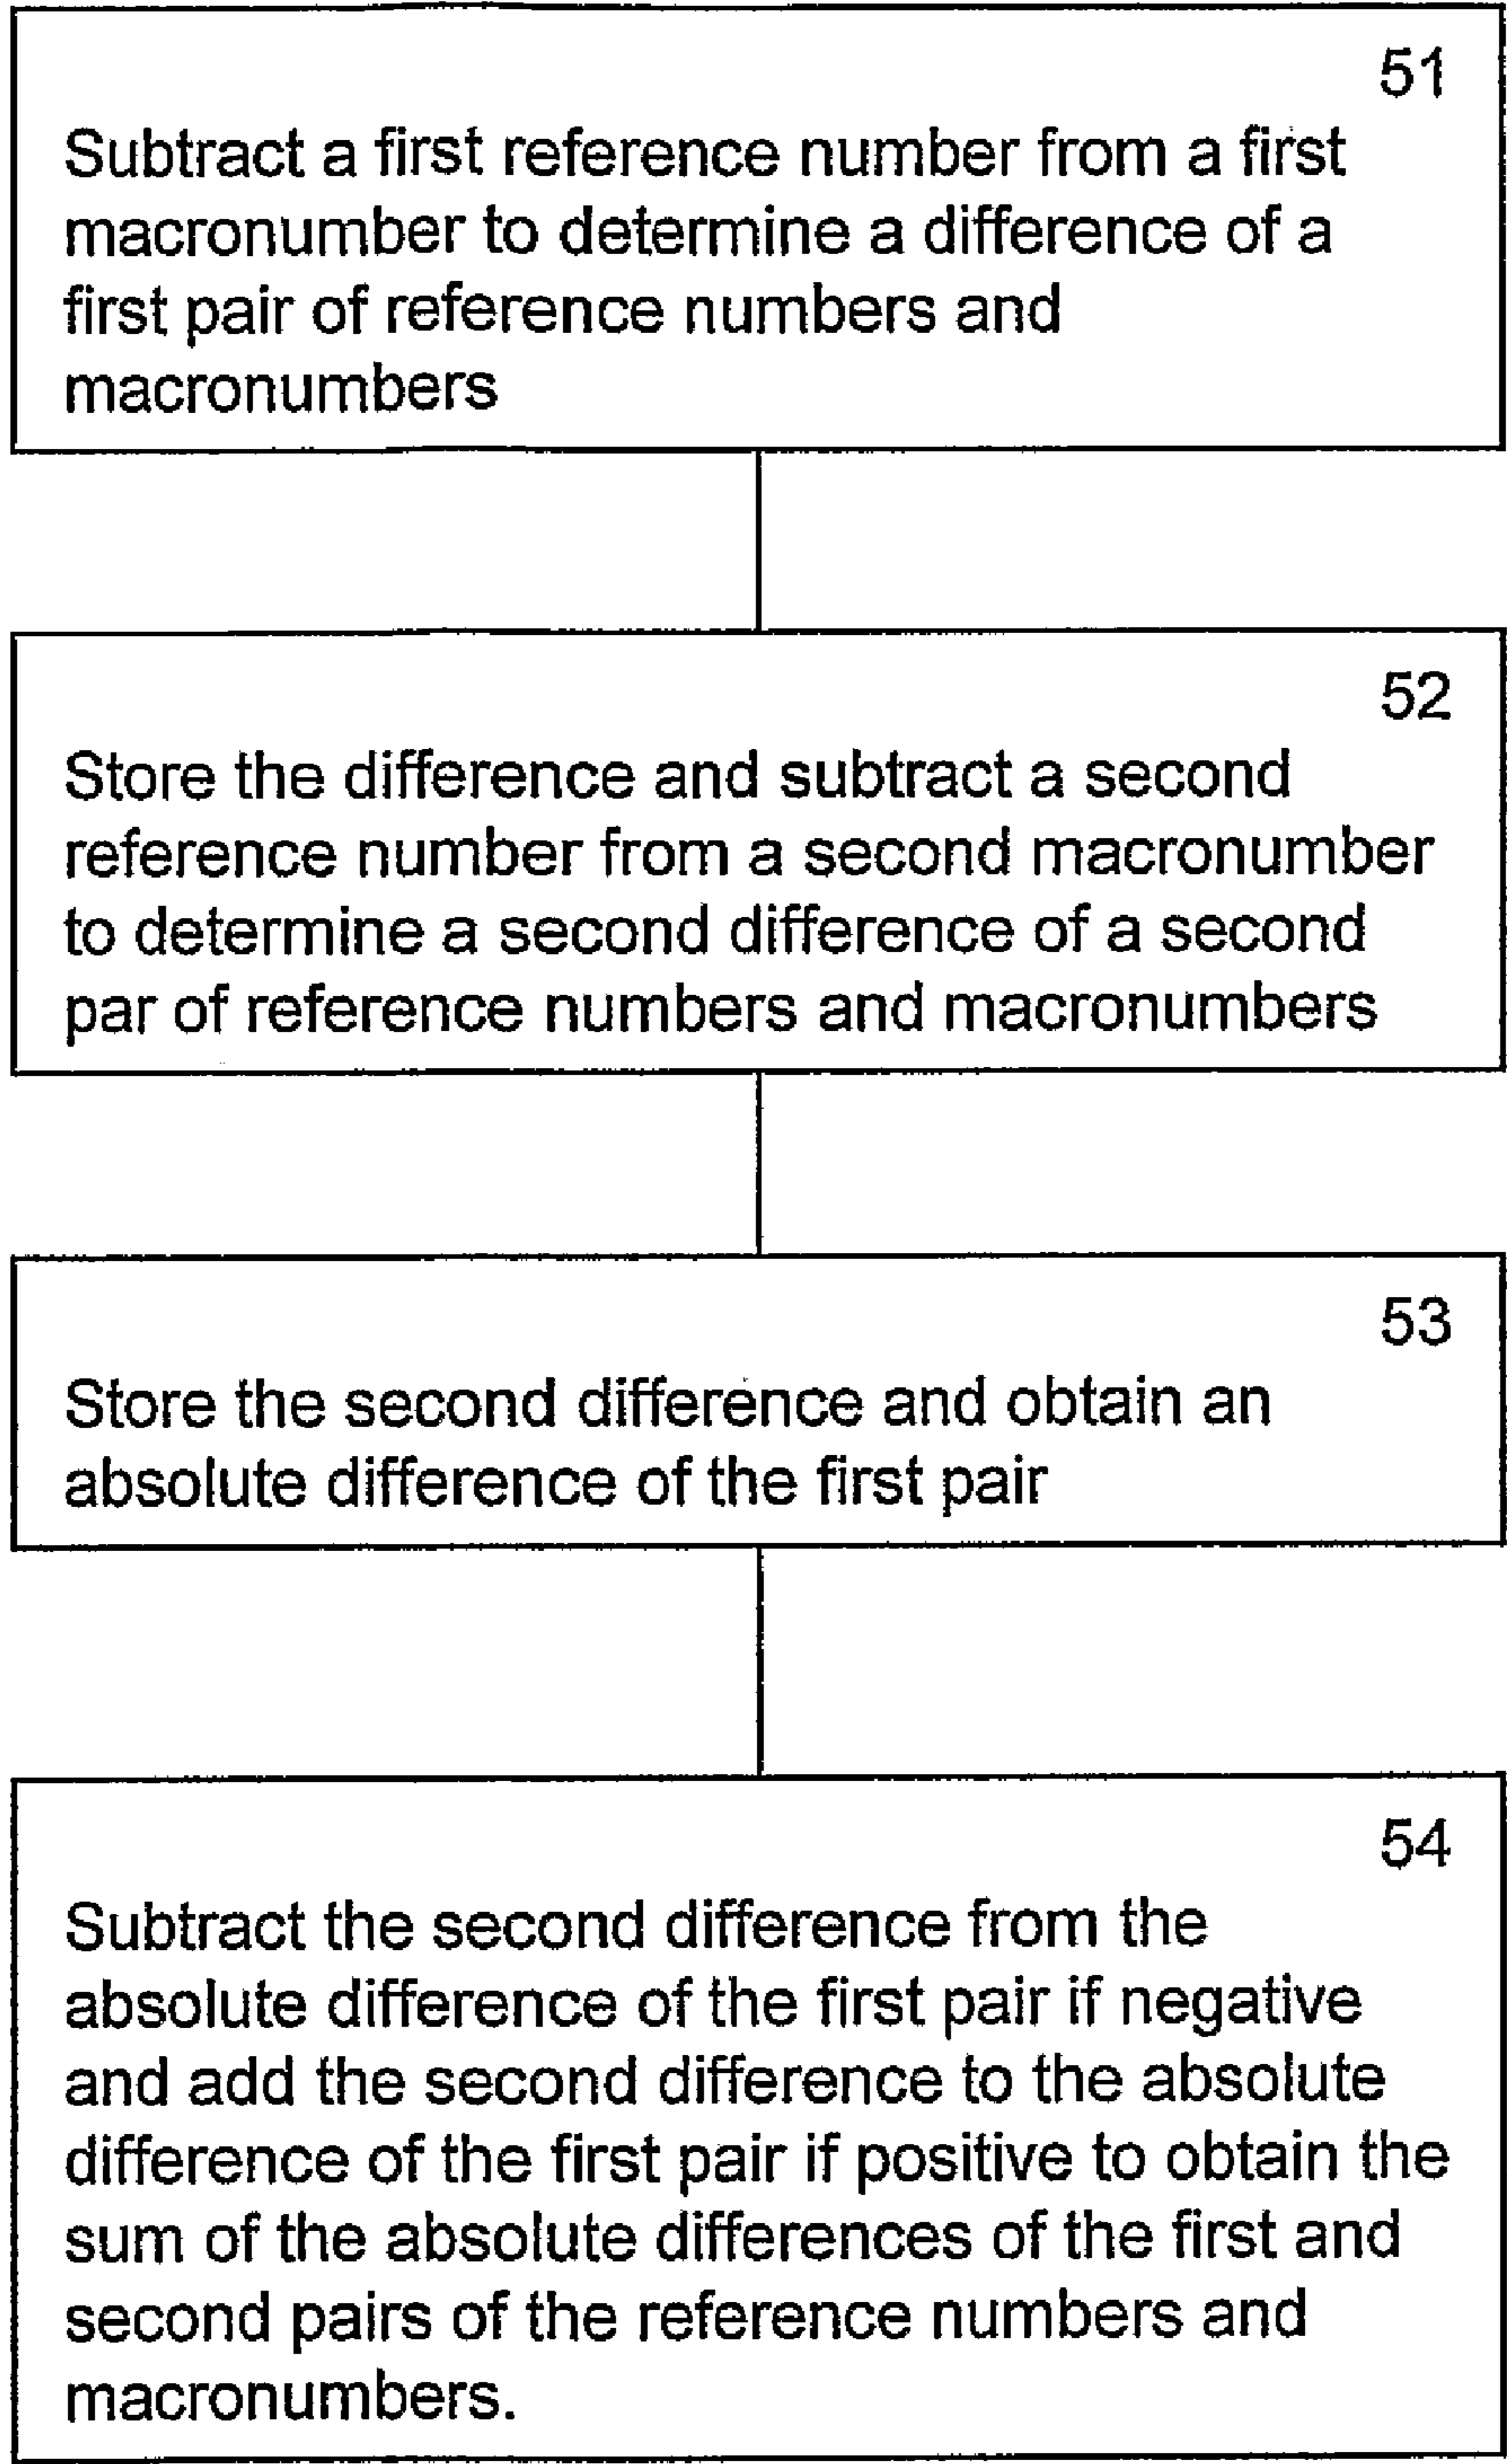 51
Subtract a first reference number from a first
macronumber to determine a difference of a
first pair of reference numbers and
macronumbers
52
Store the difference and subtract a second
reference number from a second macronumber
to determine a second difference of a second
par of reference numbers and macronumbers
53
Store the second difference and obtain an
absolute difference of the first pair
54
Subtract the second difference from the
absolute difference of the first pair if negative
and add the second difference to the absolute
difference of the first pair if positive to obtain the
sum of the absolute differences of the first and
second pairs of the reference numbers and
macronumbers.